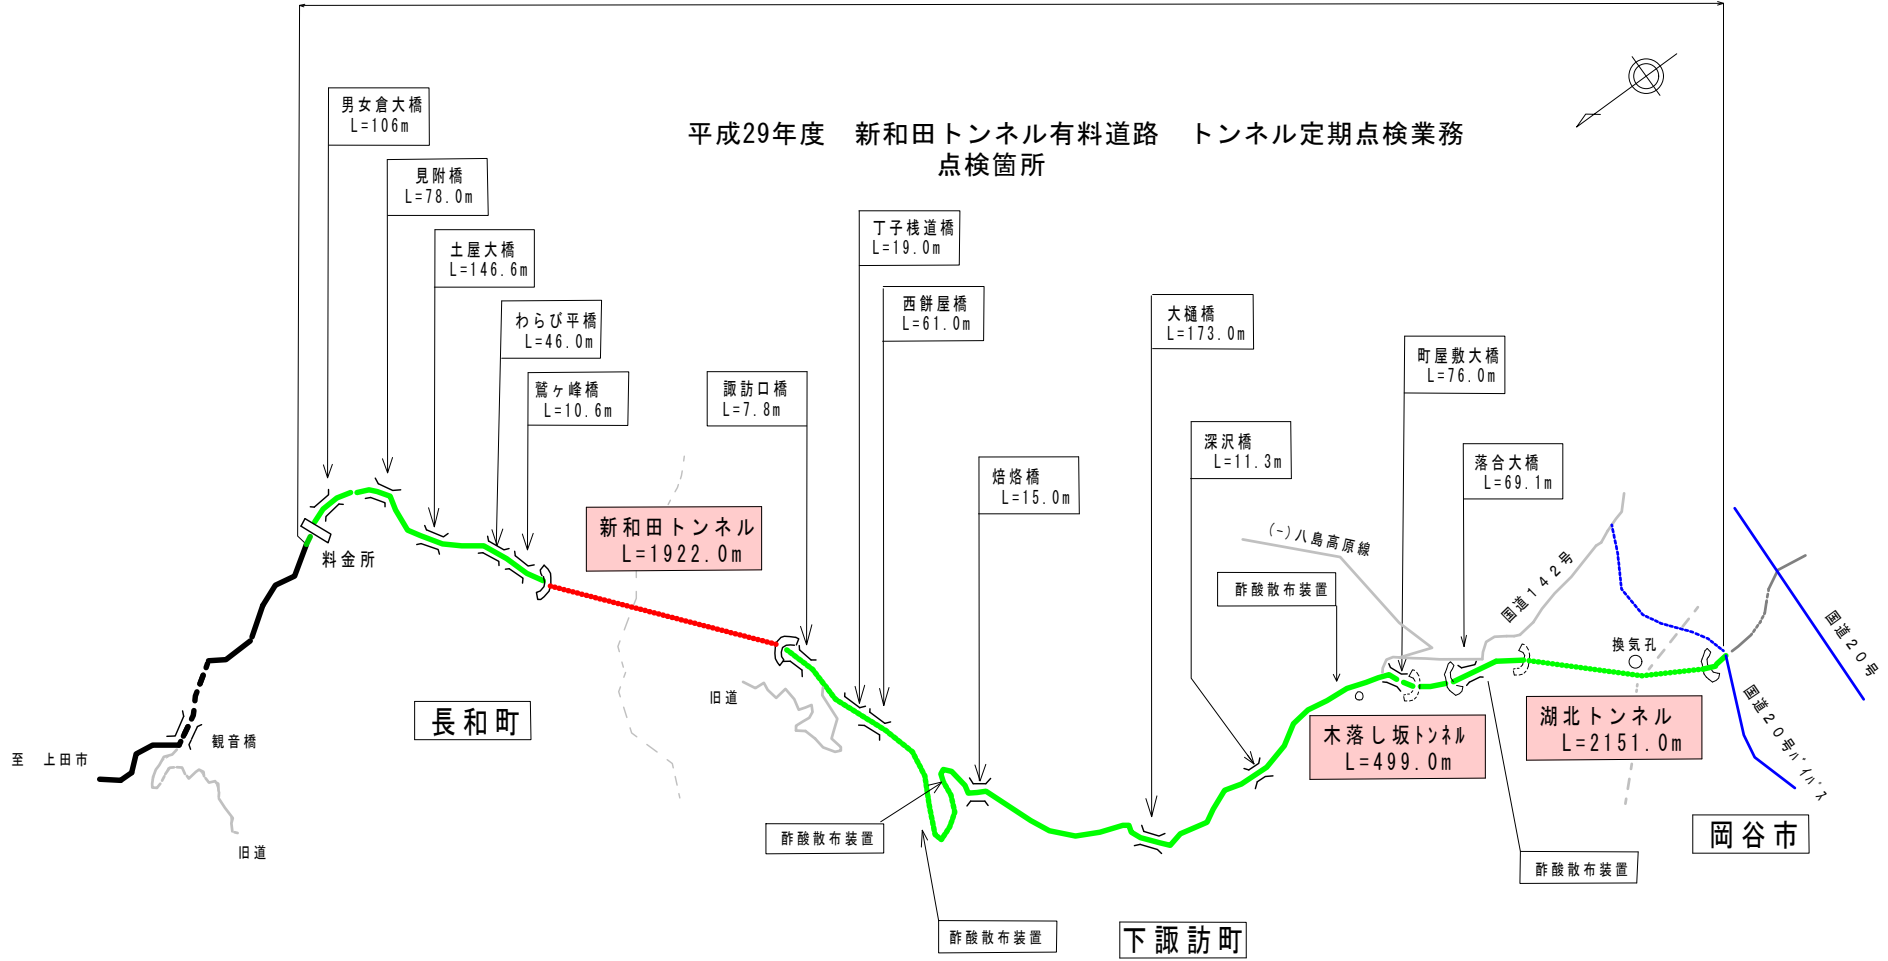 平成29年度　新和田トンネル有料道路　トンネル定期点検業務
点検箇所
男女倉大橋
L=106m
見附橋
L=78.0m
土屋大橋
L=146.6m
わらび平橋
L=46.0m
鷲ヶ峰橋
L=10.6m
新和田トンネル
L=1922.0m
諏訪口橋
L=7.8m
丁子桟道橋
L=19.0m
西餅屋橋
L=61.0m
焙烙橋
L=15.0m
大樋橋
L=173.0m
深沢橋
L=11.3m
町屋敷大橋
L=76.0m
落合大橋
L=69.1m
(-)八島高原線
酢酸散布装置
国道142号
換気孔
国道20号
国道20号バイパス
料金所
観音橋
至　上田市
旧道
長和町
旧道
木落し坂トンネル
L=499.0m
湖北トンネル
L=2151.0m
酢酸散布装置
酢酸散布装置
酢酸散布装置
下諏訪町
岡谷市